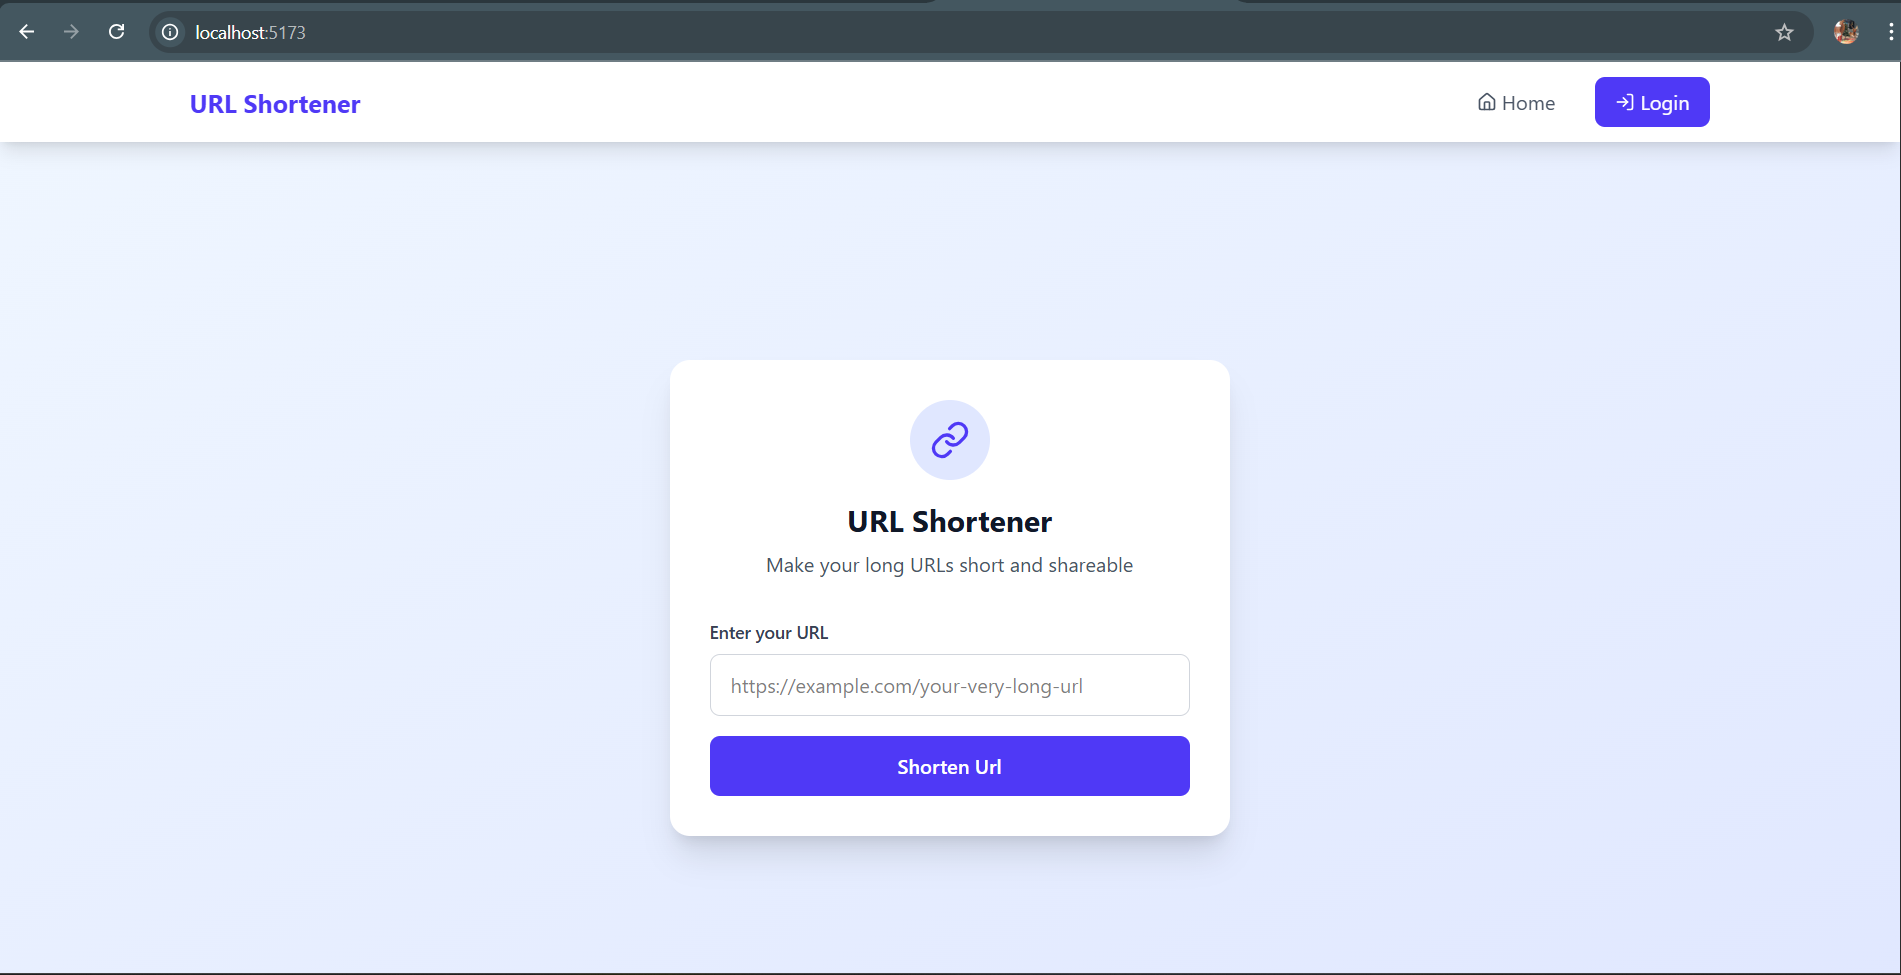 localhost:5173
URL Shortener
Home
Login
URL Shortener
Make your long URLs short and shareable
Enter your URL
https://example.com/your-very-long-url
Shorten Url